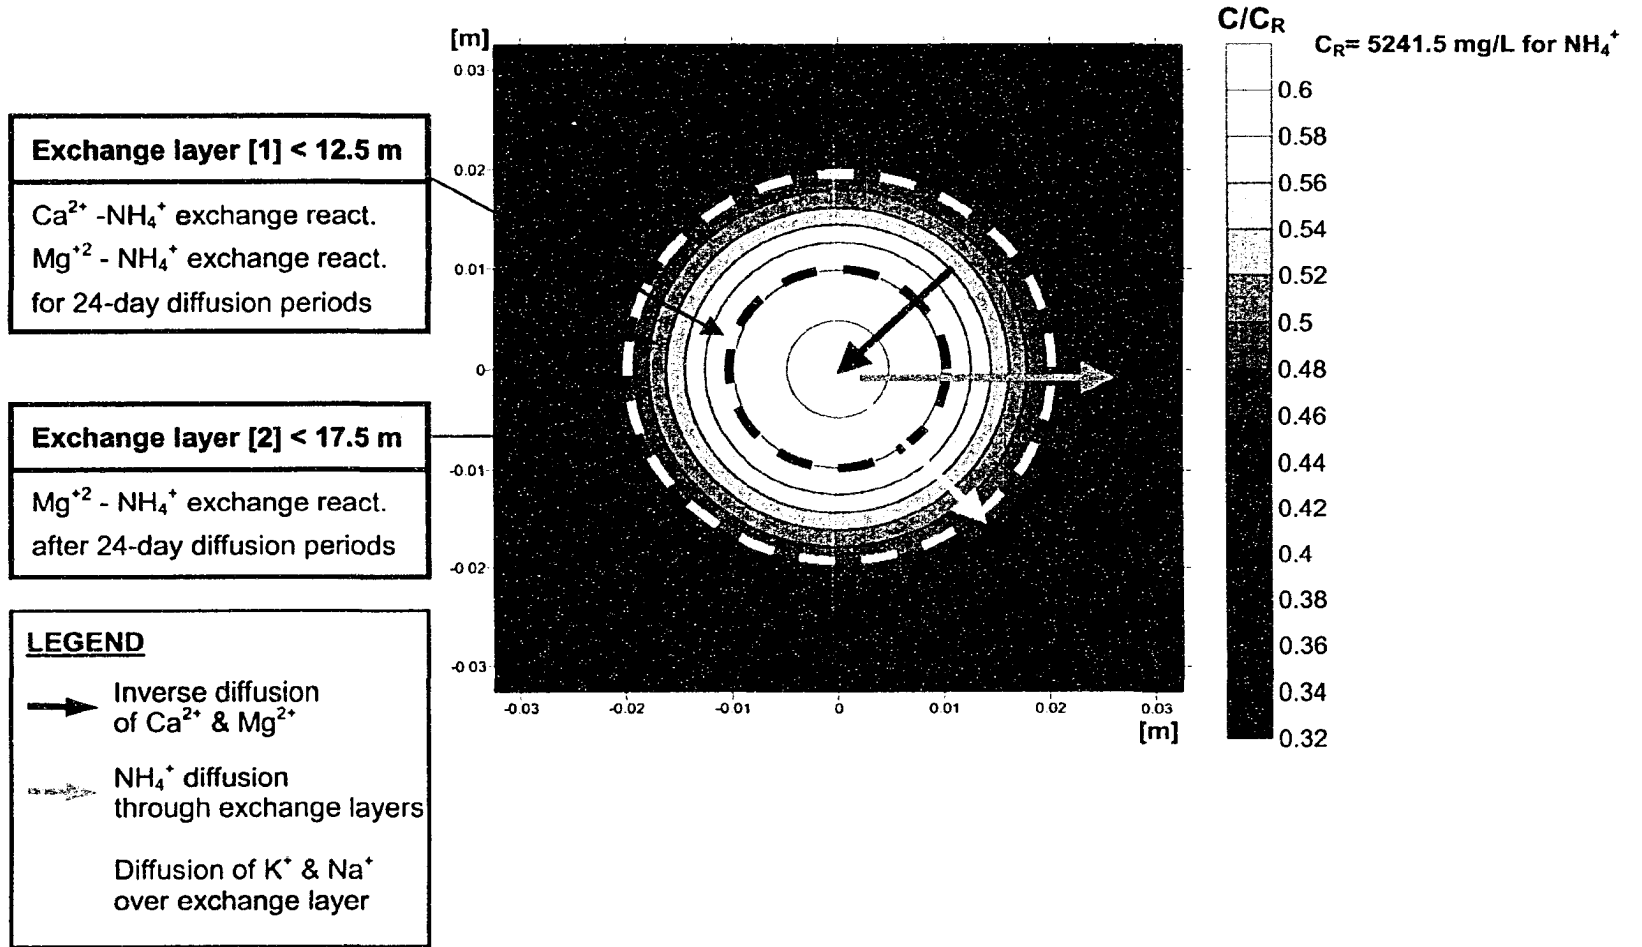 [m]
0.03
0.02
0.01
0
-0.01
-0 02
-0 03
-0.03
-0.02
-0.01
0
0.01
0.02
0.03
[m]
C/C_R
C_R= 5241.5 mg/L for NH₄⁺
0.6
0.58
0.56
0.54
0.52
0.5
0.48
0.46
0.44
0.42
0.4
0.38
0.36
0.34
0.32
Exchange layer [1] < 12.5 m
Ca²⁺ -NH₄⁺ exchange react.
Mg⁺² - NH₄⁺ exchange react.
for 24-day diffusion periods
Exchange layer [2] < 17.5 m
Mg⁺² - NH₄⁺ exchange react.
after 24-day diffusion periods
LEGEND
Inverse diffusion
of Ca²⁺ & Mg²⁺
NH₄⁺ diffusion
through exchange layers
Diffusion of K⁺ & Na⁺
over exchange layer